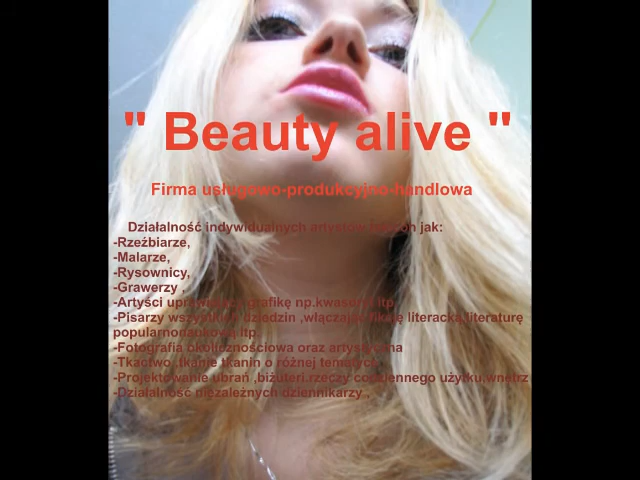 " Beauty alive "
Firma usługowo-produkcyjno-handlowa
Działalność indywidualnych artystów takich jak:
-Rzeźbiarze,
-Malarze,
-Rysownicy,
-Grawerzy ,
-Artyści uprawiający grafikę np.kwasoryt itp
-Pisarzy wszystkich dziedzin ,włączając fikcję literacką,literaturę
popularnonaukową itp.
-Fotografia okolicznościowa oraz artystyczna
-Tkactwo ,tkanie tkanin o różnej tematyce
-Projektowanie ubrań ,biżuteri.rzeczy codziennego użytku,wnętrz
-Działalność niezależnych dziennikarzy ,